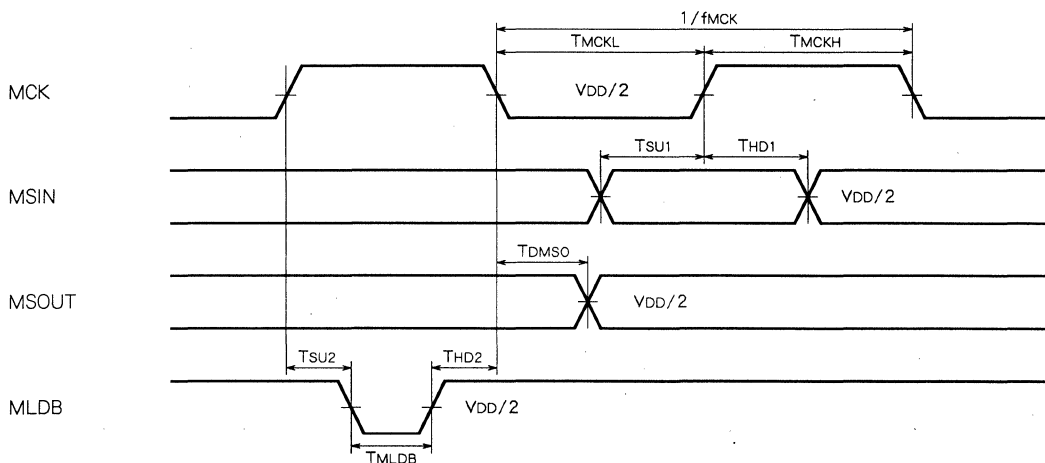 1/fMCK
TMCKL TMCKH
MCK VDD/2
TSU1 THD1
MSIN VDD/2
TDMSO
MSOUT VDD/2
TSU2 THD2
MLDB VDD/2
TMLDB